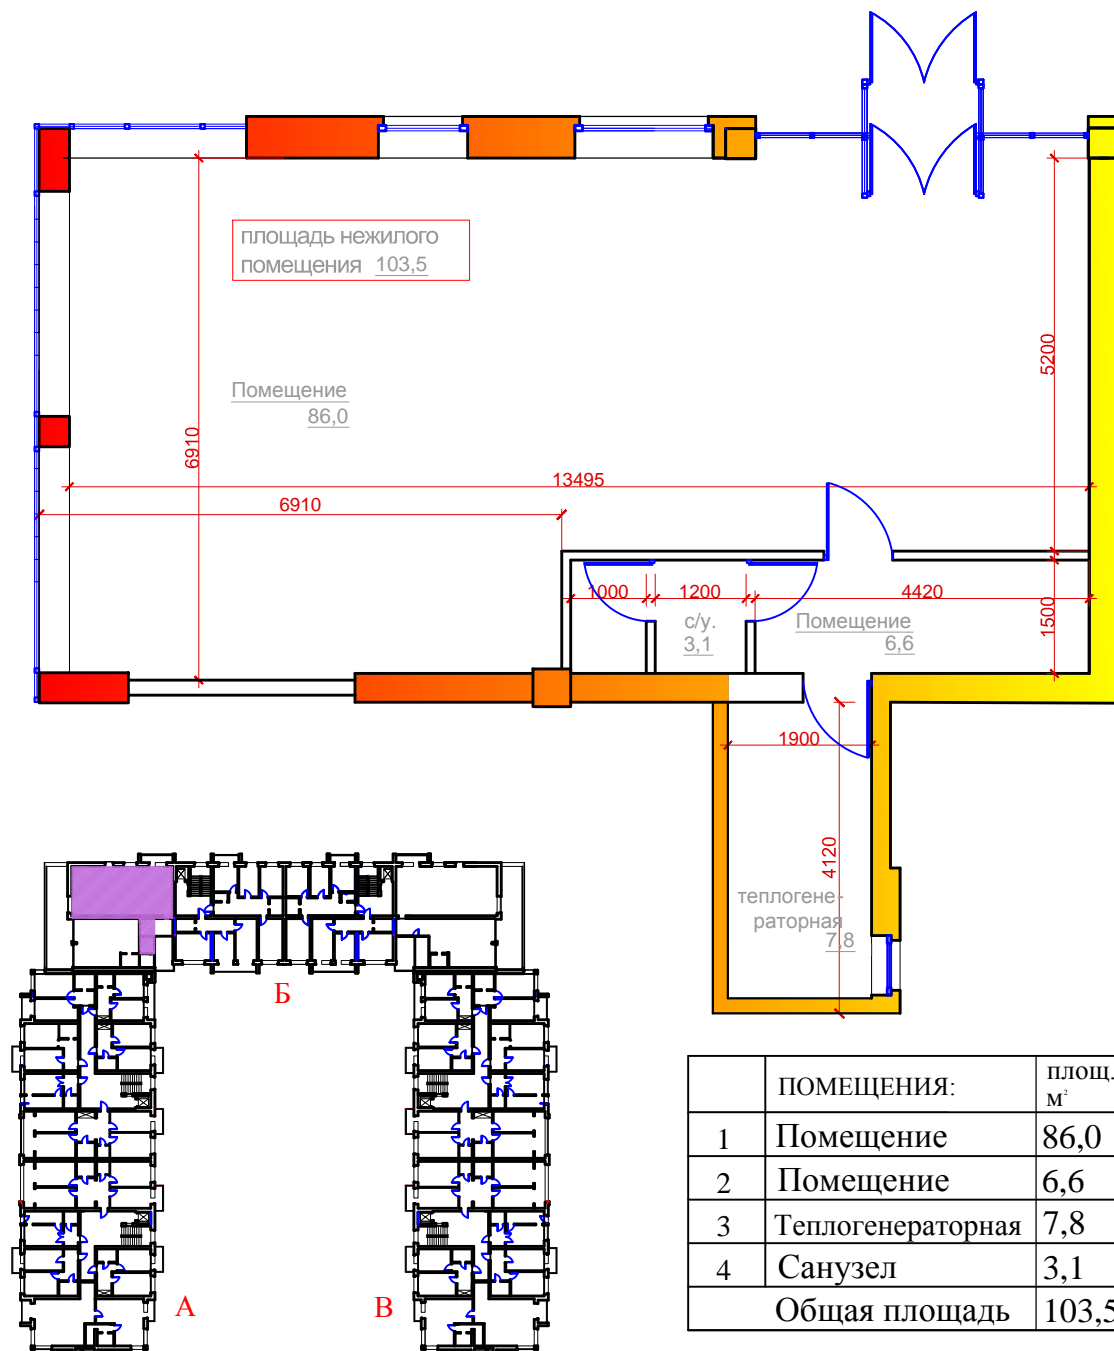 площадь нежилого
помещения 103,5
5200
Помещение
86,0
6910
13495
6910
1000
1200
4420
с/у.
3,1
Помещение
6,6
1500
1900
4120
теплогене-
раторная
7,8
Б
А
В
ПОМЕЩЕНИЯ: площ.
м²
1 Помещение 86,0
2 Помещение 6,6
3 Теплогенераторная 7,8
4 Санузел 3,1
Общая площадь 103,5